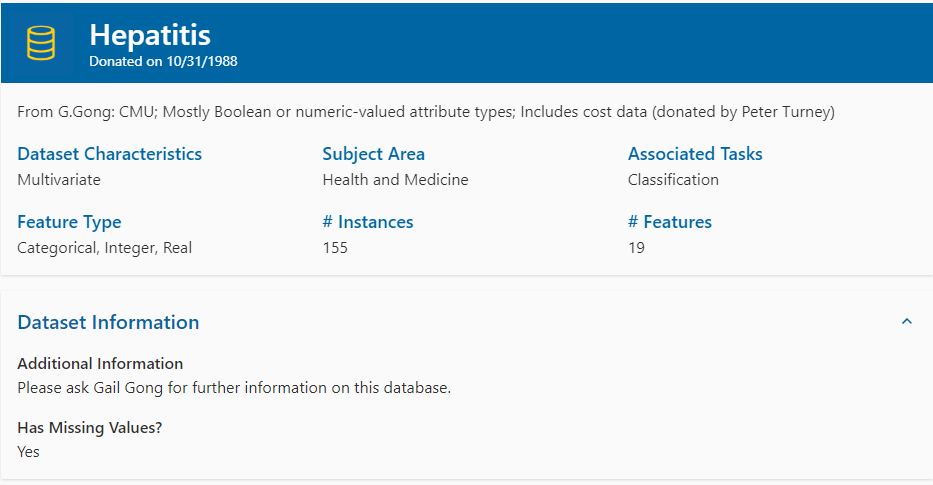 Hepatitis
Donated on 10/31/1988
From G.Gong: CMU; Mostly Boolean or numeric-valued attribute types; Includes cost data (donated by Peter Turney)
Dataset Characteristics
Multivariate
Subject Area
Health and Medicine
Associated Tasks
Classification
Feature Type
Categorical, Integer, Real
# Instances
155
# Features
19
Dataset Information
Additional Information
Please ask Gail Gong for further information on this database.
Has Missing Values?
Yes